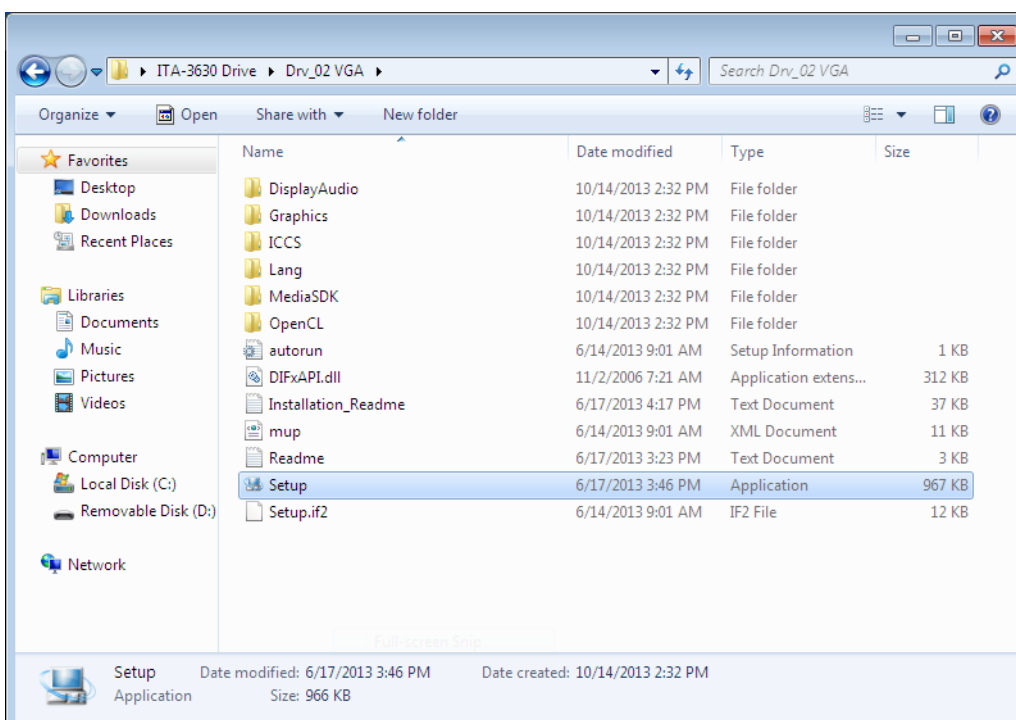 ITA-3630 Drive Drv_02 VGA
Search Drv_02 VGA
Organize Open Share with New folder
Name Date modified Type Size
Favorites
Desktop
Downloads
Recent Places
Libraries
Documents
Music
Pictures
Videos
Computer
Local Disk (C:)
Removable Disk (D:)
Network
DisplayAudio 10/14/2013 2:32 PM File folder
Graphics 10/14/2013 2:32 PM File folder
ICCS 10/14/2013 2:32 PM File folder
Lang 10/14/2013 2:32 PM File folder
MediaSDK 10/14/2013 2:32 PM File folder
OpenCL 10/14/2013 2:32 PM File folder
autorun 6/14/2013 9:01 AM Setup Information 1 KB
DIFxAPI.dll 11/2/2006 7:21 AM Application extens... 312 KB
Installation_Readme 6/17/2013 4:17 PM Text Document 37 KB
mup 6/14/2013 9:01 AM XML Document 11 KB
Readme 6/17/2013 3:23 PM Text Document 3 KB
Setup 6/17/2013 3:46 PM Application 967 KB
Setup.if2 6/14/2013 9:01 AM IF2 File 12 KB
Full-screen Snip
Setup Date modified: 6/17/2013 3:46 PM Date created: 10/14/2013 2:32 PM
Application Size: 966 KB